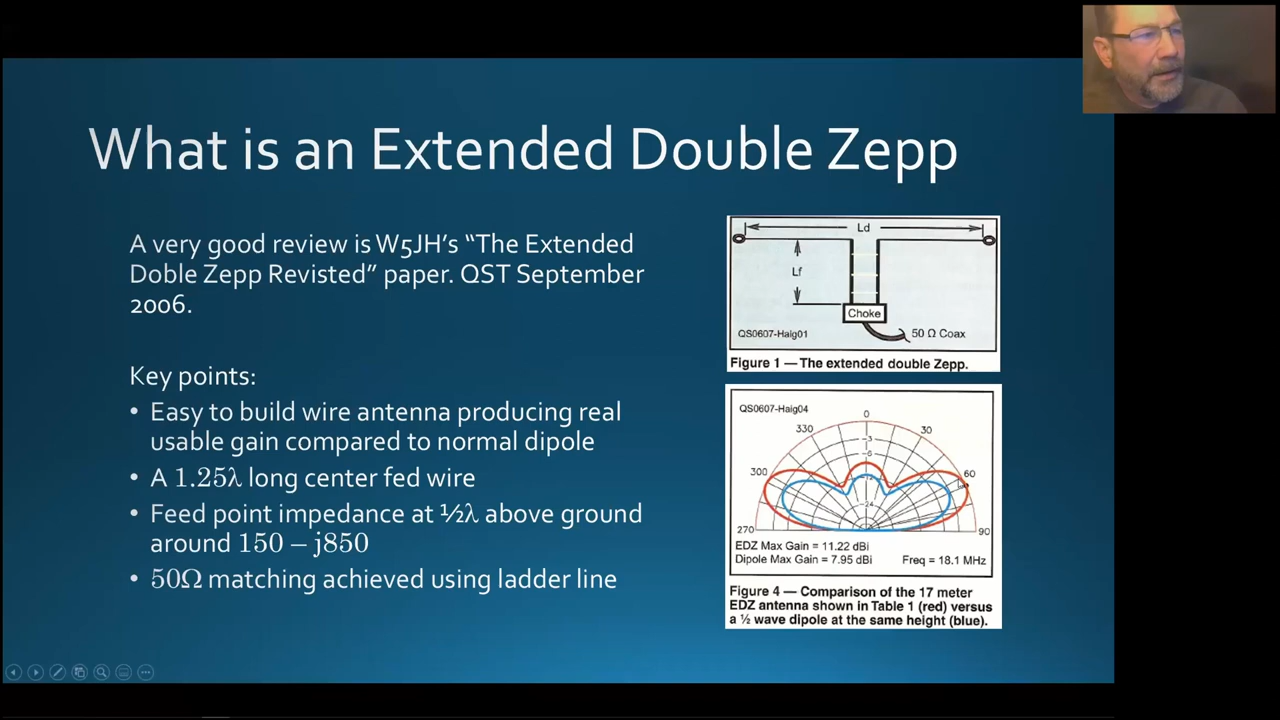 What is an Extended Double Zepp
A very good review is W5JH's “The Extended
Doble Zepp Revisted” paper. QST September
2006.
Key points:
• Easy to build wire antenna producing real
usable gain compared to normal dipole
• A 1.25λ long center fed wire
• Feed point impedance at ½λ above ground
around 150 – j850
• 50Ω matching achieved using ladder line
Ld
Lf
Choke
QS0607-Haig01
50 Ω Coax
Figure 1 — The extended double Zepp.
QS0607-Haig04
0
330
30
-3
-6
300
60
-24
270
90
EDZ Max Gain = 11.22 dBi
Dipole Max Gain = 7.95 dBi
Freq = 18.1 MHz
Figure 4 — Comparison of the 17 meter
EDZ antenna shown in Table 1 (red) versus
a ½ wave dipole at the same height (blue).